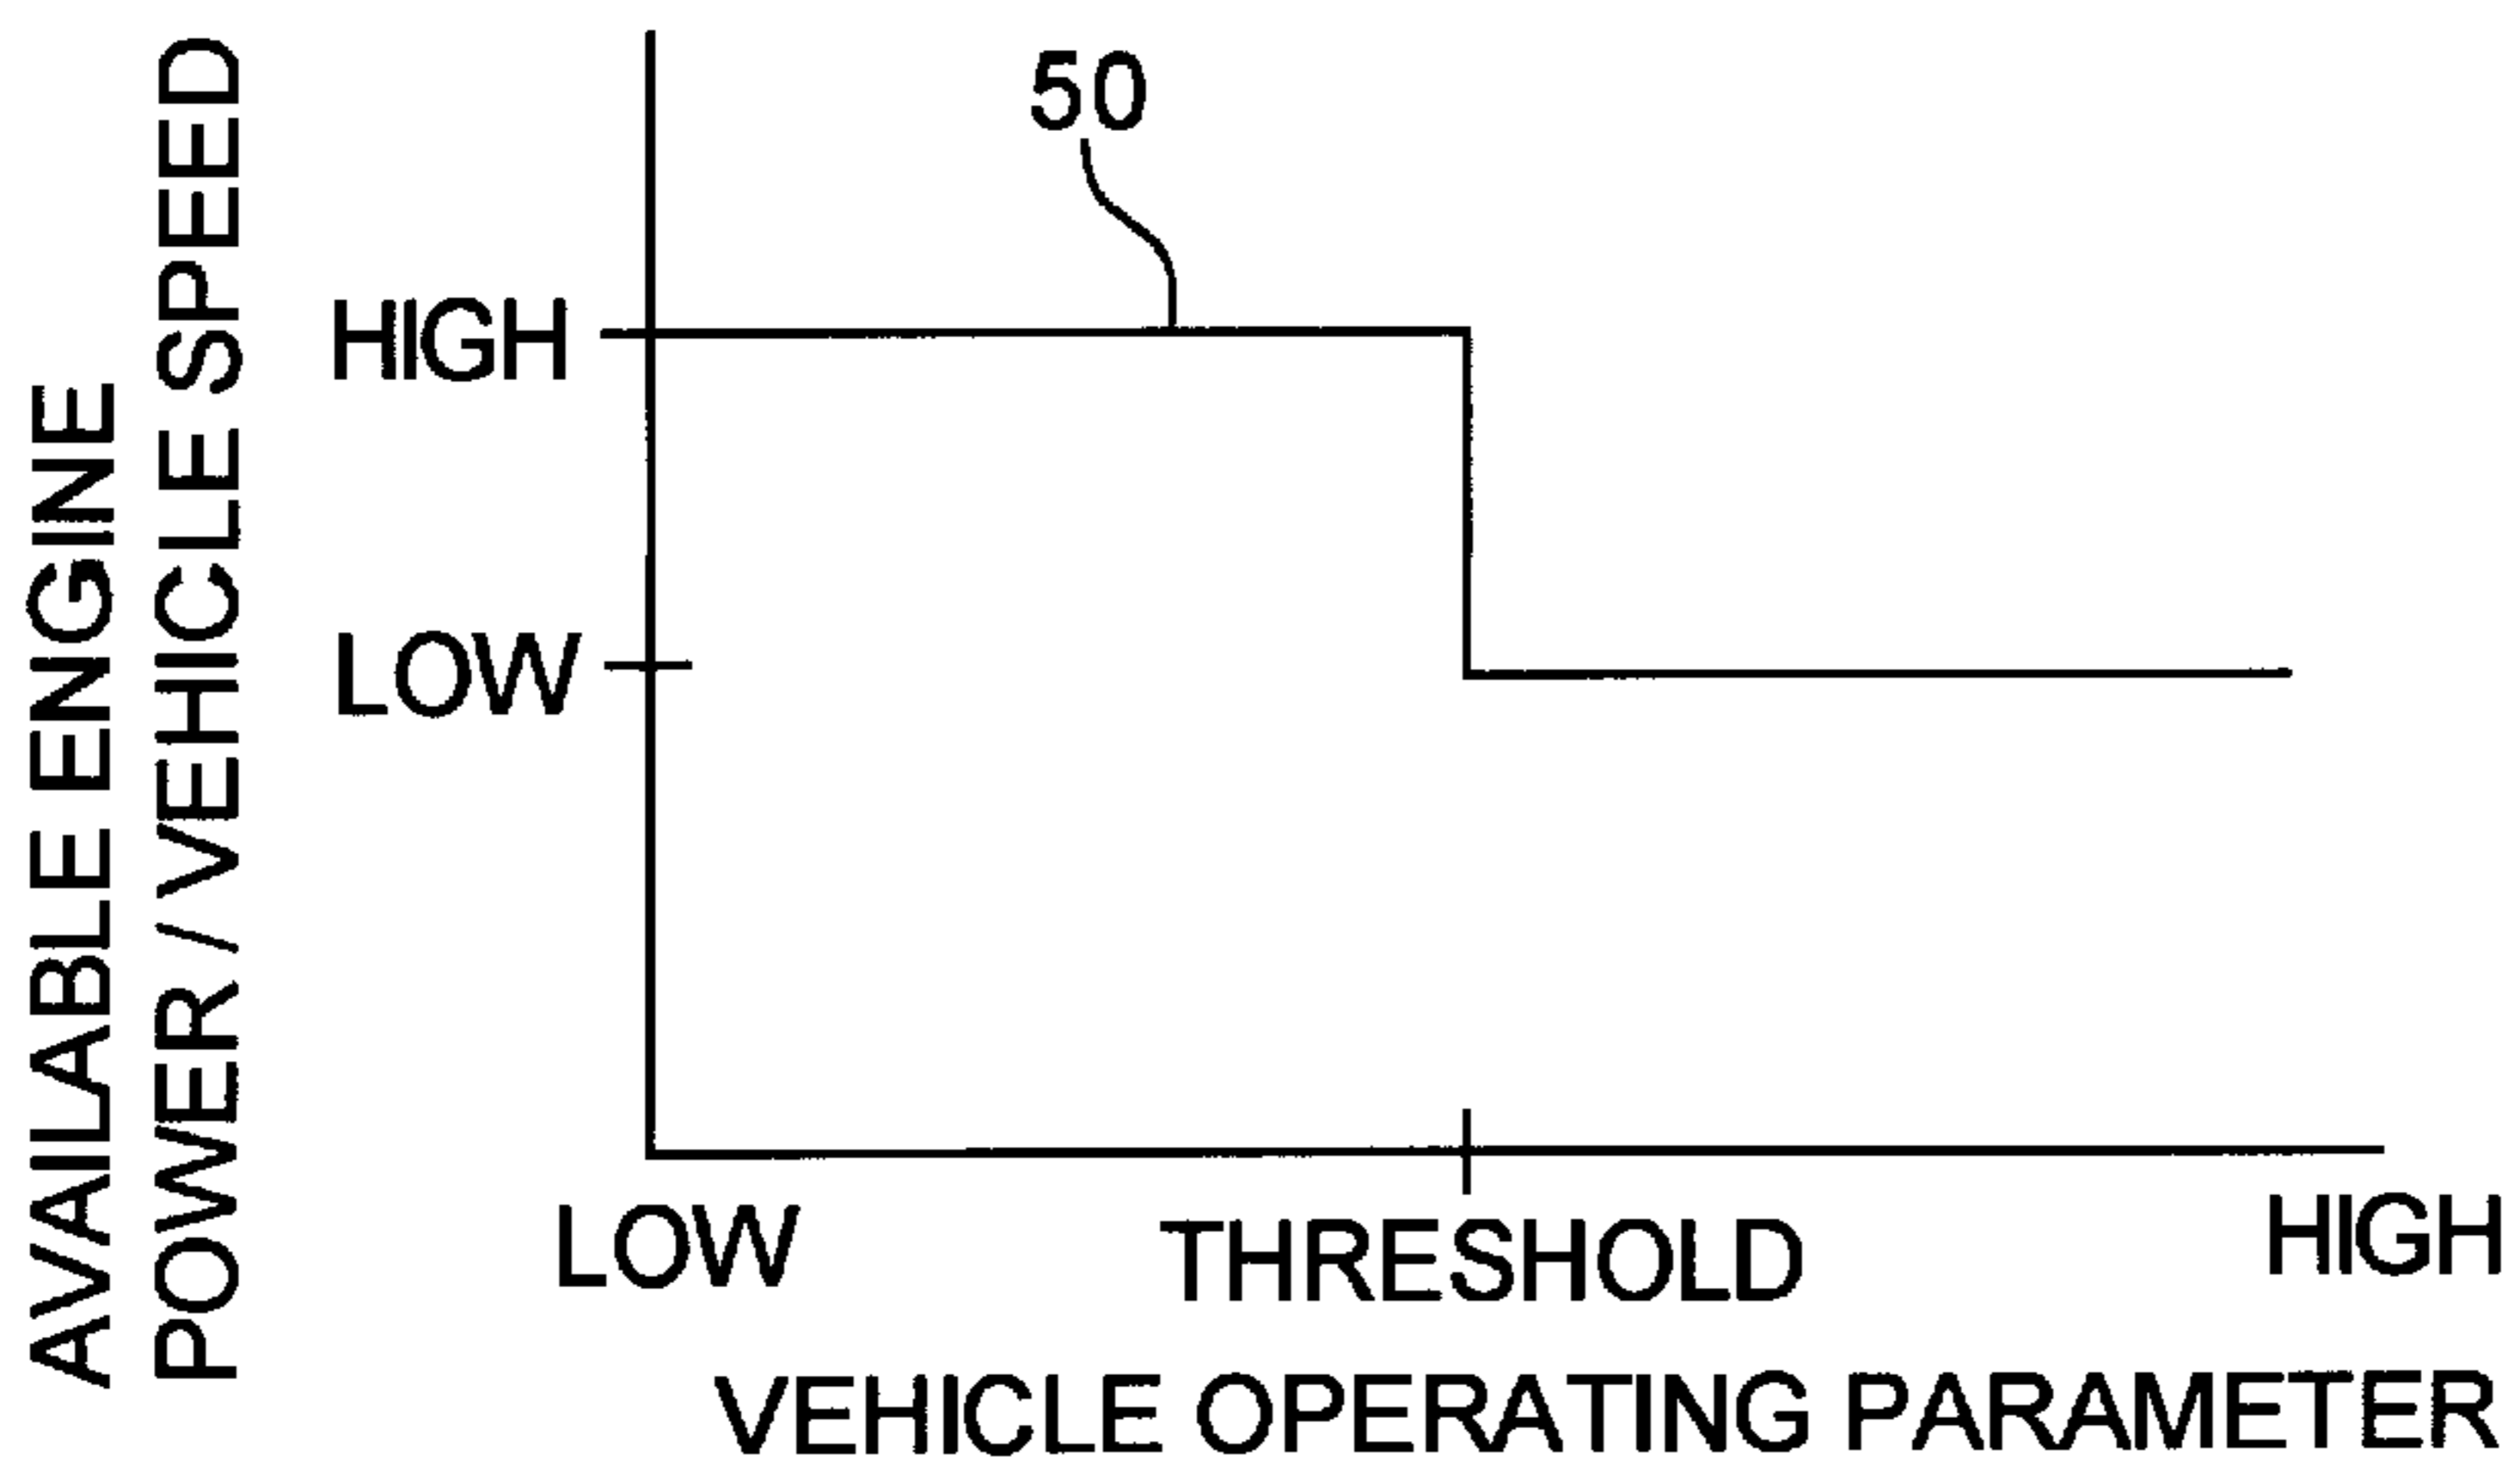 AVAILABLE ENGINE
POWER / VEHICLE SPEED
50
HIGH
LOW
LOW
THRESHOLD
HIGH
VEHICLE OPERATING PARAMETER